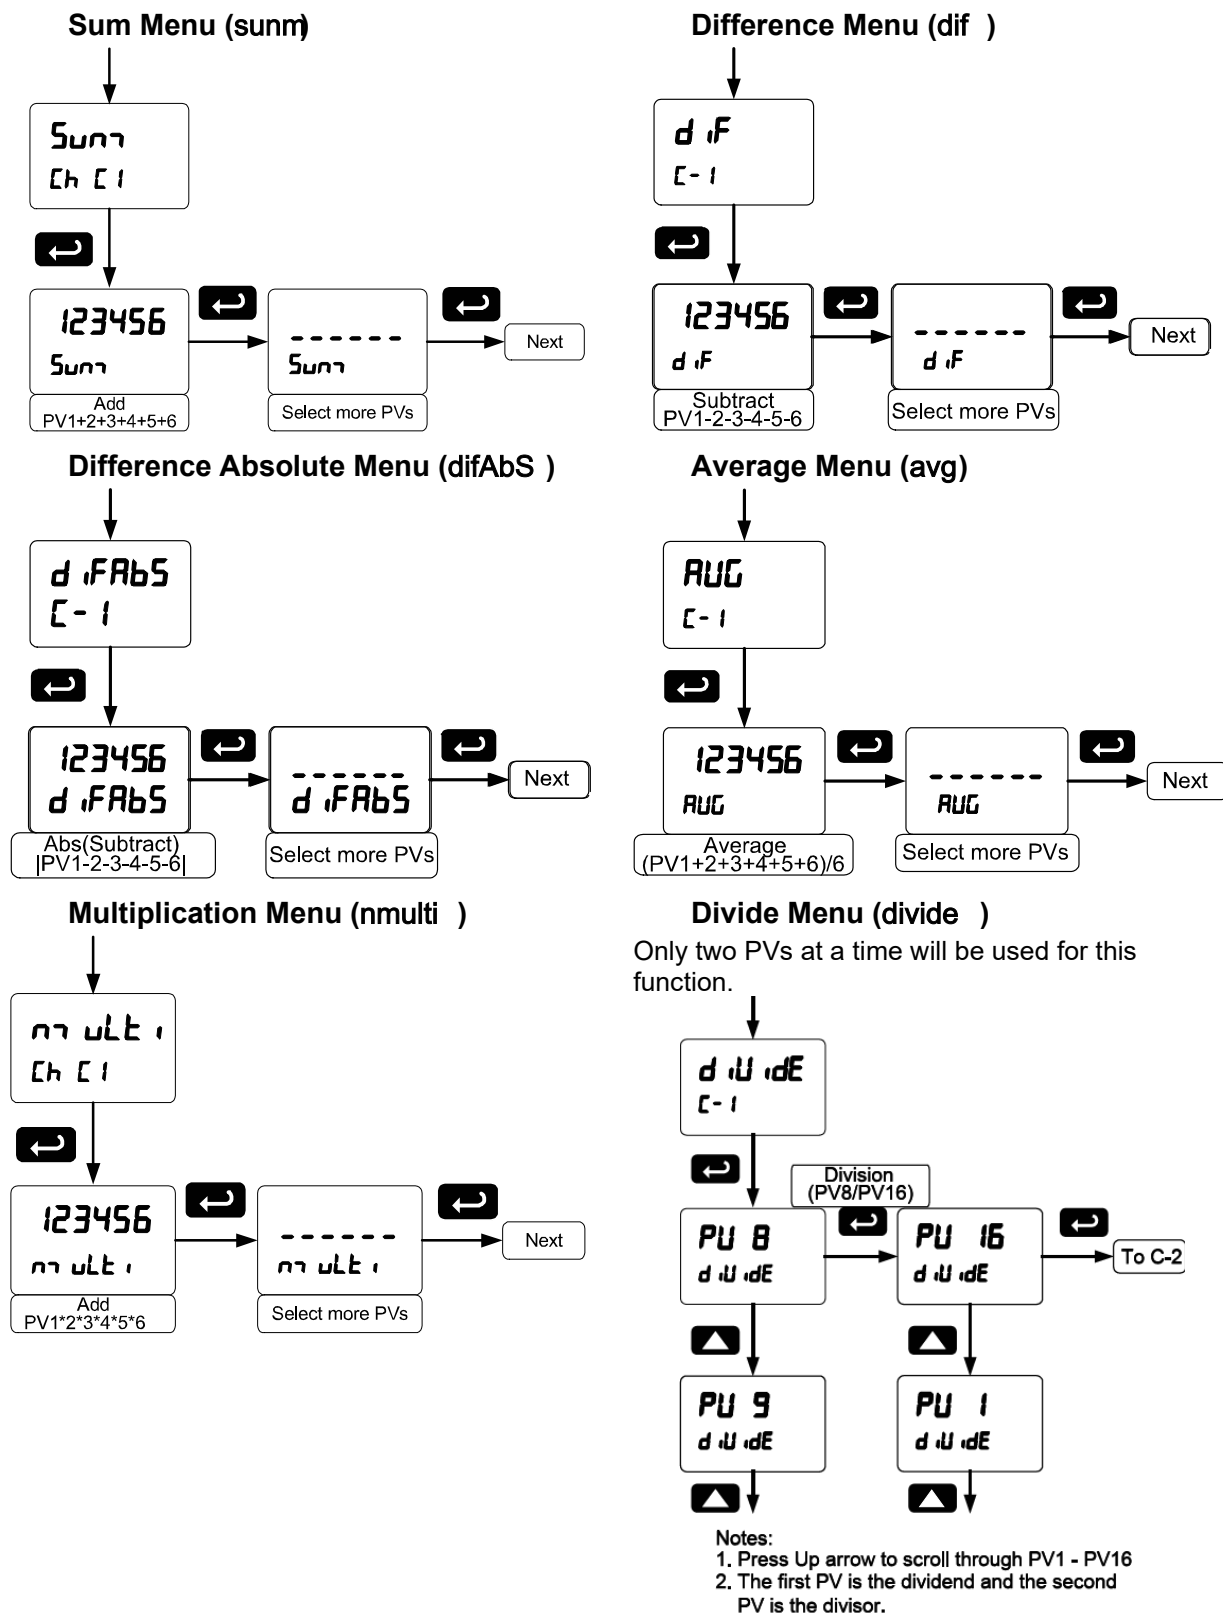 Sum Menu (sunm)
Sunn
Ch C1
123456
Sunn
Add
PV1+2+3+4+5+6
------
Sunn
Select more PVs
Next
Difference Menu (dif )
diF
C-1
123456
diF
Subtract
PV1-2-3-4-5-6
------
diF
Select more PVs
Next
Difference Absolute Menu (difAbS )
diFAbS
C-1
123456
diFAbS
Abs(Subtract)
|PV1-2-3-4-5-6|
------
diFAbS
Select more PVs
Next
Average Menu (avg)
AVG
C-1
123456
AVG
Average
(PV1+2+3+4+5+6)/6
------
AVG
Select more PVs
Next
Multiplication Menu (nmulti )
nnuLti
Ch C1
123456
nnuLti
Add
PV1*2*3*4*5*6
------
nnuLti
Select more PVs
Next
Divide Menu (divide )
Only two PVs at a time will be used for this
function.
diVidE
C-1
Division
(PV8/PV16)
PV 8
diVidE
PV 16
diVidE
To C-2
PV 9
diVidE
PV 1
diVidE
Notes:
1. Press Up arrow to scroll through PV1 - PV16
2. The first PV is the dividend and the second
PV is the divisor.